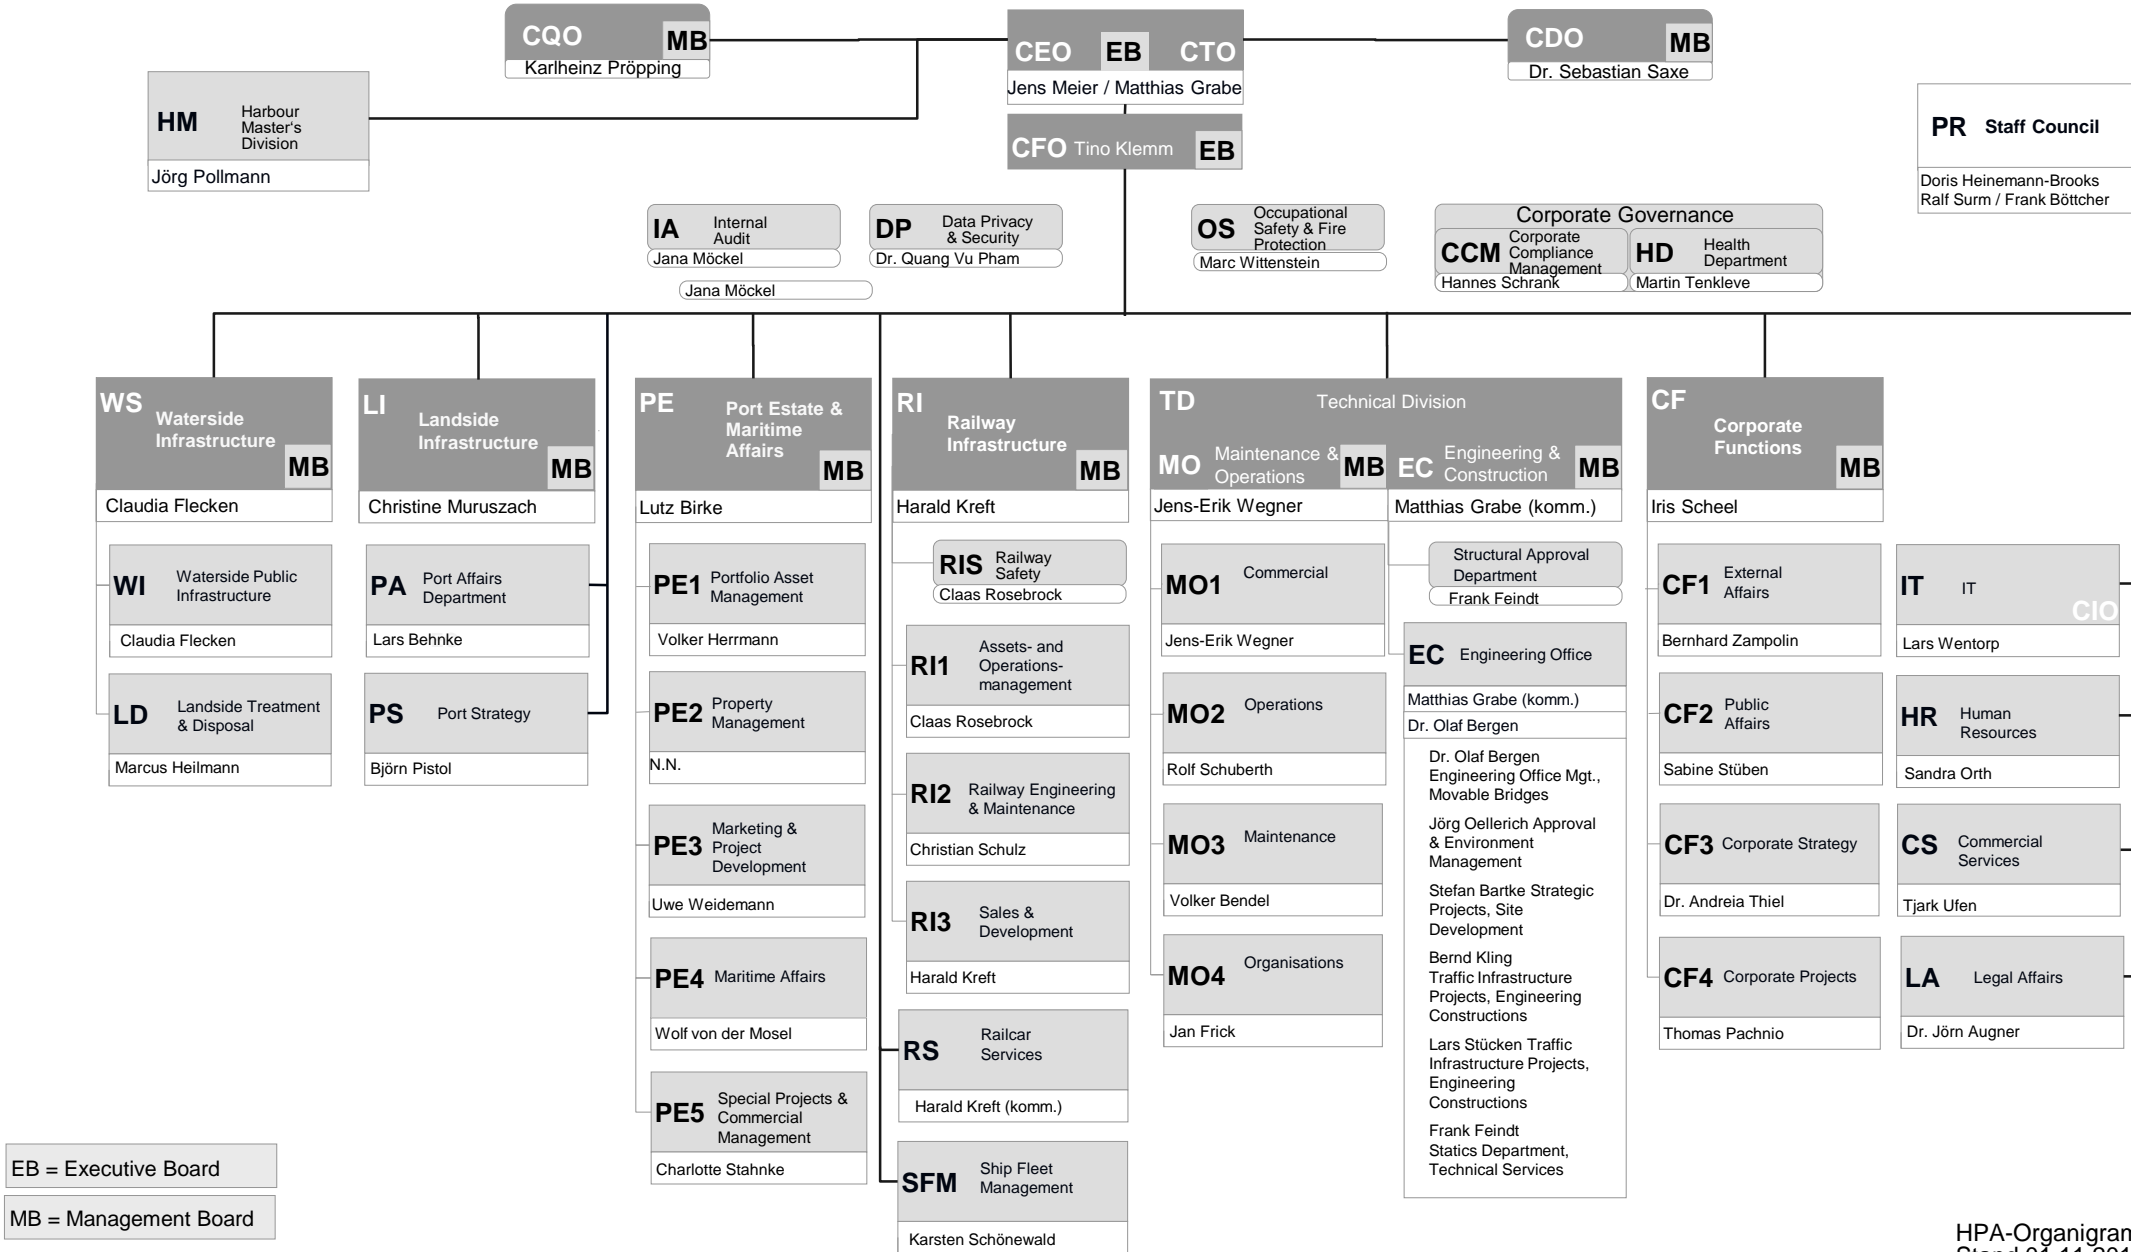 CQO
MB
Karlheinz Pröpping
CEO EB CTO
Jens Meier / Matthias Grabe
CFO Tino Klemm EB
CDO
MB
Dr. Sebastian Saxe
HM
Harbour
Master‘s
Division
Jörg Pollmann
PR Staff Council
Doris Heinemann-Brooks
Ralf Surm / Frank Böttcher
IA
Internal
Audit
Jana Möckel
Jana Möckel
DP
Data Privacy
& Security
Dr. Quang Vu Pham
OS
Occupational
Safety & Fire
Protection
Marc Wittenstein
Corporate Governance
CCM
Corporate
Compliance
Management
Hannes Schrank
HD
Health
Department
Martin Tenkleve
WS
Waterside
Infrastructure
MB
Claudia Flecken
WI
Waterside Public
Infrastructure
Claudia Flecken
LD
Landside Treatment
& Disposal
Marcus Heilmann
LI
Landside
Infrastructure
MB
Christine Muruszach
PA
Port Affairs
Department
Lars Behnke
PS
Port Strategy
Björn Pistol
PE
Port Estate &
Maritime
Affairs
MB
Lutz Birke
PE1
Portfolio Asset
Management
Volker Herrmann
PE2
Property
Management
N.N.
PE3
Marketing &
Project
Development
Uwe Weidemann
PE4
Maritime Affairs
Wolf von der Mosel
PE5
Special Projects &
Commercial
Management
Charlotte Stahnke
RI
Railway
Infrastructure
MB
Harald Kreft
RIS
Railway
Safety
Claas Rosebrock
RI1
Assets- and
Operations-
management
Claas Rosebrock
RI2
Railway Engineering
& Maintenance
Christian Schulz
RI3
Sales &
Development
Harald Kreft
RS
Railcar
Services
Harald Kreft (komm.)
SFM
Ship Fleet
Management
Karsten Schönewald
TD
Technical Division
MO
Maintenance &
Operations
MB
Jens-Erik Wegner
EC
Engineering &
Construction
MB
Matthias Grabe (komm.)
MO1
Commercial
Jens-Erik Wegner
MO2
Operations
Rolf Schuberth
MO3
Maintenance
Volker Bendel
MO4
Organisations
Jan Frick
Structural Approval
Department
Frank Feindt
EC
Engineering Office
Matthias Grabe (komm.)
Dr. Olaf Bergen
Dr. Olaf Bergen
Engineering Office Mgt.,
Movable Bridges
Jörg Oellerich Approval
& Environment
Management
Stefan Bartke Strategic
Projects, Site
Development
Bernd Kling
Traffic Infrastructure
Projects, Engineering
Constructions
Lars Stücken Traffic
Infrastructure Projects,
Engineering
Constructions
Frank Feindt
Statics Department,
Technical Services
CF
Corporate
Functions
MB
Iris Scheel
CF1
External
Affairs
Bernhard Zampolin
CF2
Public
Affairs
Sabine Stüben
CF3
Corporate Strategy
Dr. Andreia Thiel
CF4
Corporate Projects
Thomas Pachnio
IT
IT
CIO
Lars Wentorp
HR
Human
Resources
Sandra Orth
CS
Commercial
Services
Tjark Ufen
LA
Legal Affairs
Dr. Jörn Augner
EB = Executive Board
MB = Management Board